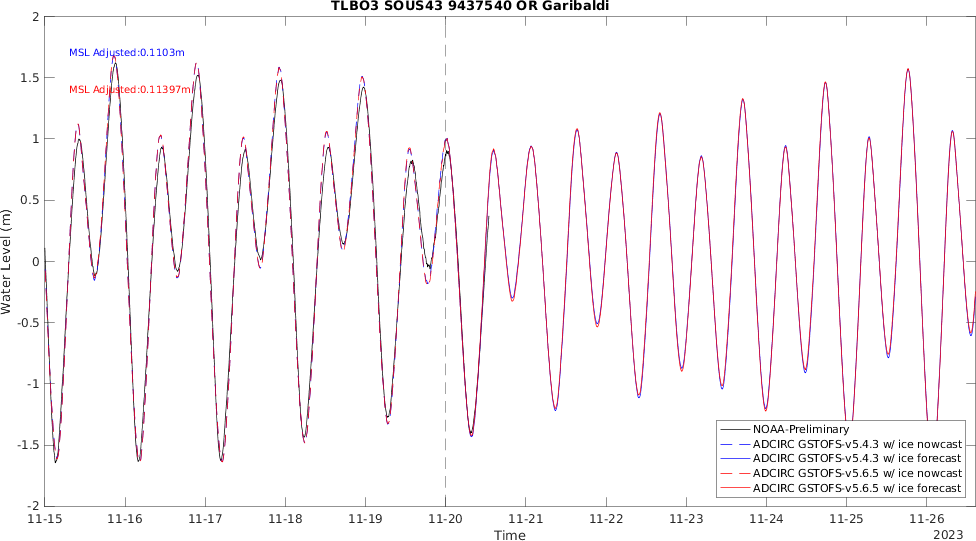 TLBO3 SOUS43 9437540 OR Garibaldi
MSL Adjusted:0.1103m
MSL Adjusted:0.11397m
Water Level (m)
2
1.5
1
0.5
0
-0.5
-1
-1.5
-2
NOAA-Preliminary
ADCIRC GSTOFS-v5.4.3 w/ ice nowcast
ADCIRC GSTOFS-v5.4.3 w/ ice forecast
ADCIRC GSTOFS-v5.6.5 w/ ice nowcast
ADCIRC GSTOFS-v5.6.5 w/ ice forecast
11-15 11-16 11-17 11-18 11-19 11-20 11-21 11-22 11-23 11-24 11-25 11-26
Time
2023